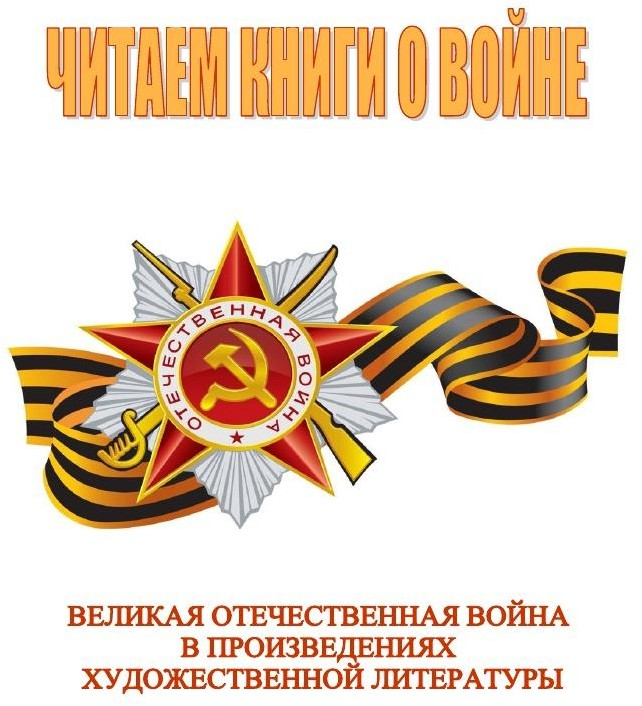 ЧИТАЕМ КНИГИ О ВОЙНЕ
ОТЕЧЕСТВЕННАЯ ВОЙНА
ВЕЛИКАЯ ОТЕЧЕСТВЕННАЯ ВОЙНА
В ПРОИЗВЕДЕНИЯХ
ХУДОЖЕСТВЕННОЙ ЛИТЕРАТУРЫ